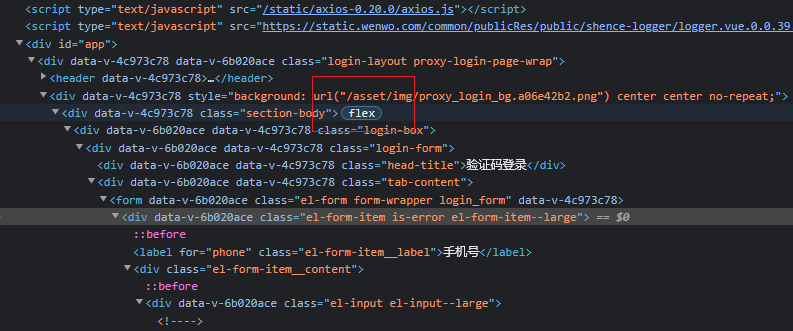 <script type="text/javascript" src="/static/axios-0.20.0/axios.js"></script>
<script type="text/javascript" src="https://static.wenwo.com/common/publicRes/public/shence-logger/logger.vue.0.0.39
<div id="app">
<div data-v-4c973c78 data-v-6b020ace class="login-layout proxy-login-page-wrap">
<header data-v-4c973c78>…</header>
<div data-v-4c973c78 style="background: url("/asset/img/proxy_login_bg.a06e42b2.png") center center no-repeat;">
<div data-v-4c973c78 class="section-body"> flex
<div data-v-6b020ace data-v-4c973c78 class="login-box">
<div data-v-6b020ace data-v-4c973c78 class="login-form">
<div data-v-6b020ace data-v-4c973c78 class="head-title">验证码登录</div>
<div data-v-6b020ace data-v-4c973c78 class="tab-content">
<form data-v-6b020ace class="el-form form-wrapper login_form" data-v-4c973c78>
<div data-v-6b020ace class="el-form-item is-error el-form-item--large"> == $0
::before
<label for="phone" class="el-form-item__label">手机号</label>
<div class="el-form-item__content">
::before
<div data-v-6b020ace class="el-input el-input--large">
<!---->